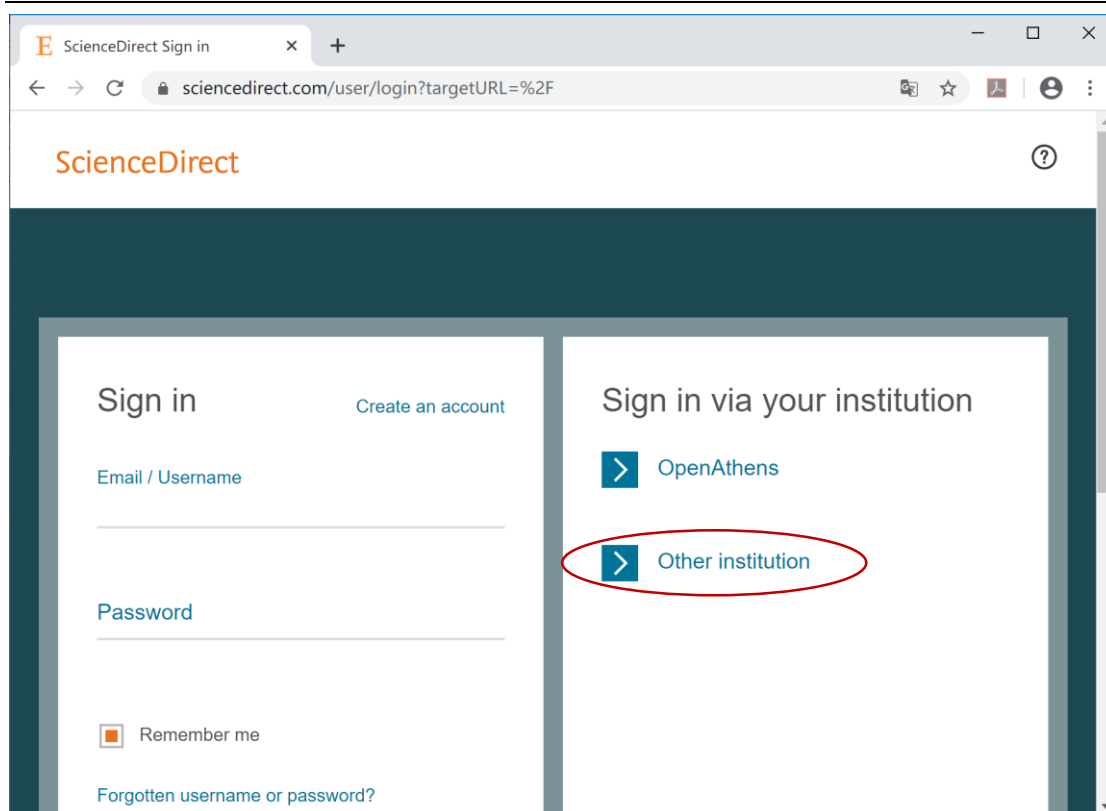 ScienceDirect Sign in
sciencedirect.com/user/login?targetURL=%2F
ScienceDirect
Sign in
Create an account
Email / Username
Password
Remember me
Forgotten username or password?
Sign in via your institution
OpenAthens
Other institution